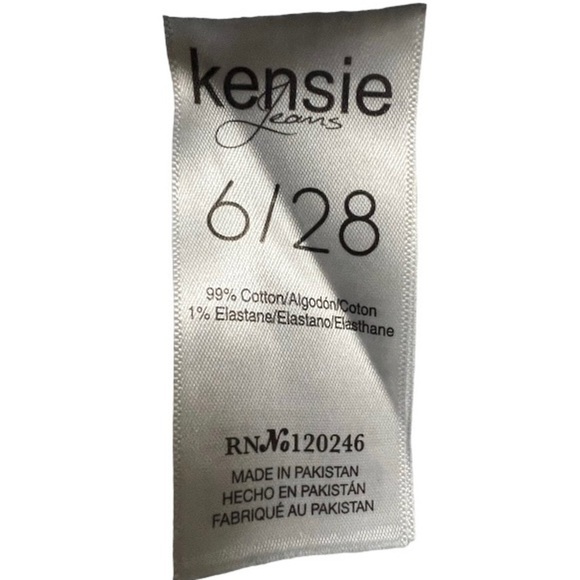 kensie
Jeans
6/28
99% Cotton/Algodón/Coton
1% Elastane/Elastano/Elasthane
RN№120246
MADE IN PAKISTAN
HECHO EN PAKISTÁN
FABRIQUÉ AU PAKISTAN